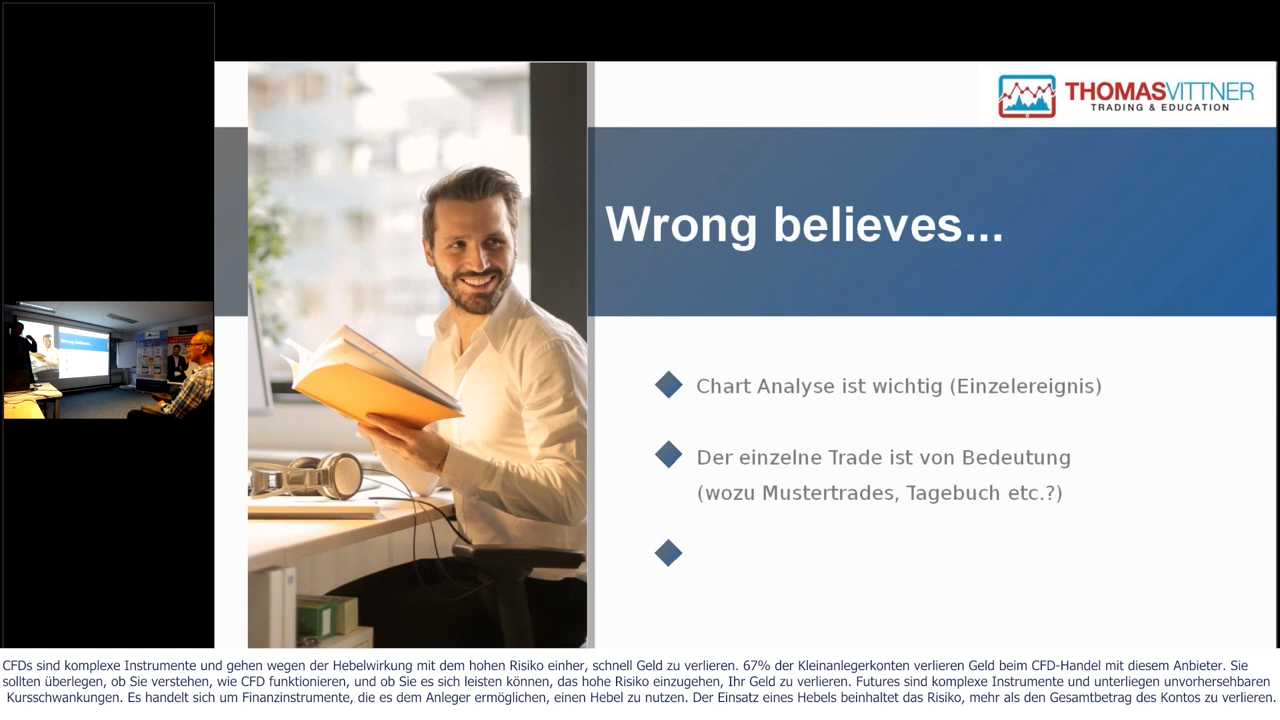 THOMASVITTNER
TRADING & EDUCATION
Wrong believes...
Chart Analyse ist wichtig (Einzelereignis)
Der einzelne Trade ist von Bedeutung
(wozu Mustertrades, Tagebuch etc.?)
CFDs sind komplexe Instrumente und gehen wegen der Hebelwirkung mit dem hohen Risiko einher, schnell Geld zu verlieren. 67% der Kleinanlegerkonten verlieren Geld beim CFD-Handel mit diesem Anbieter. Sie
sollten überlegen, ob Sie verstehen, wie CFD funktionieren, und ob Sie es sich leisten können, das hohe Risiko einzugehen, Ihr Geld zu verlieren. Futures sind komplexe Instrumente und unterliegen unvorhersehbaren
Kursschwankungen. Es handelt sich um Finanzinstrumente, die es dem Anleger ermöglichen, einen Hebel zu nutzen. Der Einsatz eines Hebels beinhaltet das Risiko, mehr als den Gesamtbetrag des Kontos zu verlieren.